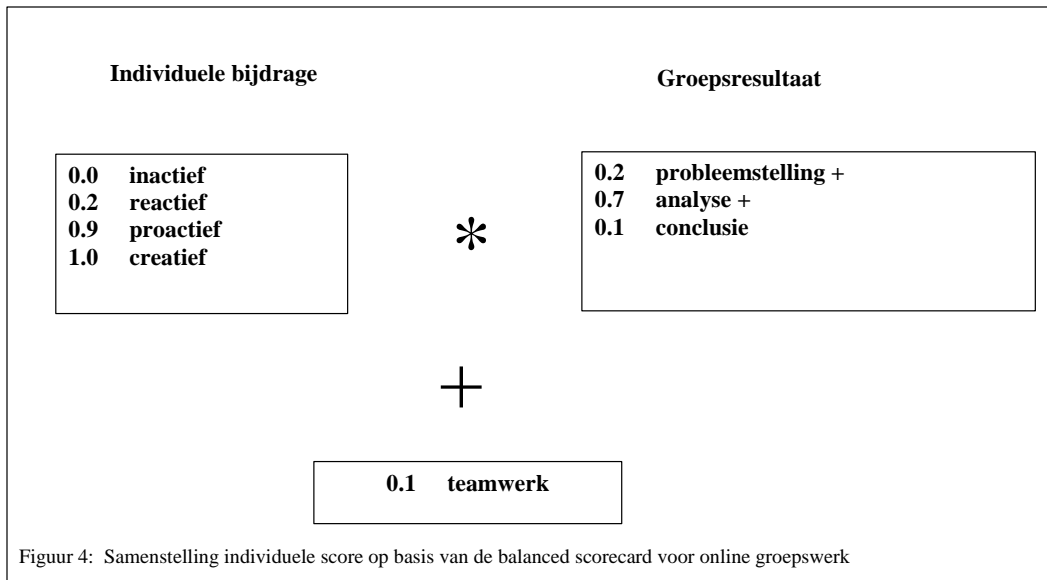 Individuele bijdrage
Groepsresultaat
0.0 inactief
0.2 reactief
0.9 proactief
1.0 creatief
*
0.2 probleemstelling +
0.7 analyse +
0.1 conclusie
+
0.1 teamwerk
Figuur 4: Samenstelling individuele score op basis van de balanced scorecard voor online groepswerk